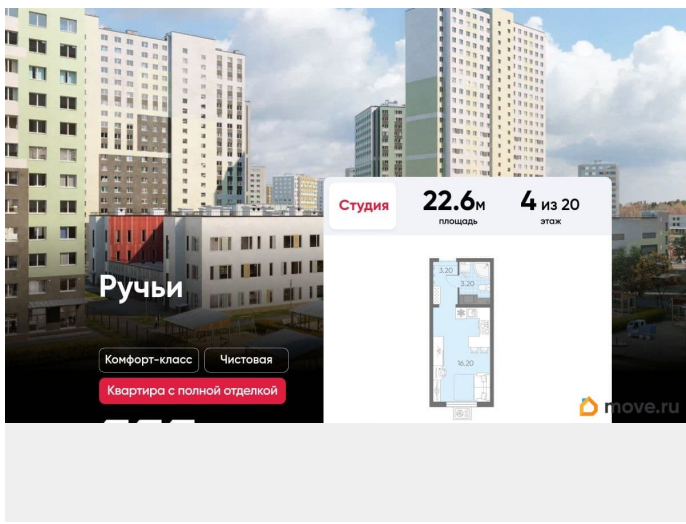 Студия
22.6м
площадь
4 из 20
этаж
3.20
3.20
16.20
Ручьи
Комфорт-класс
Чистовая
Квартира с полной отделкой
move.ru